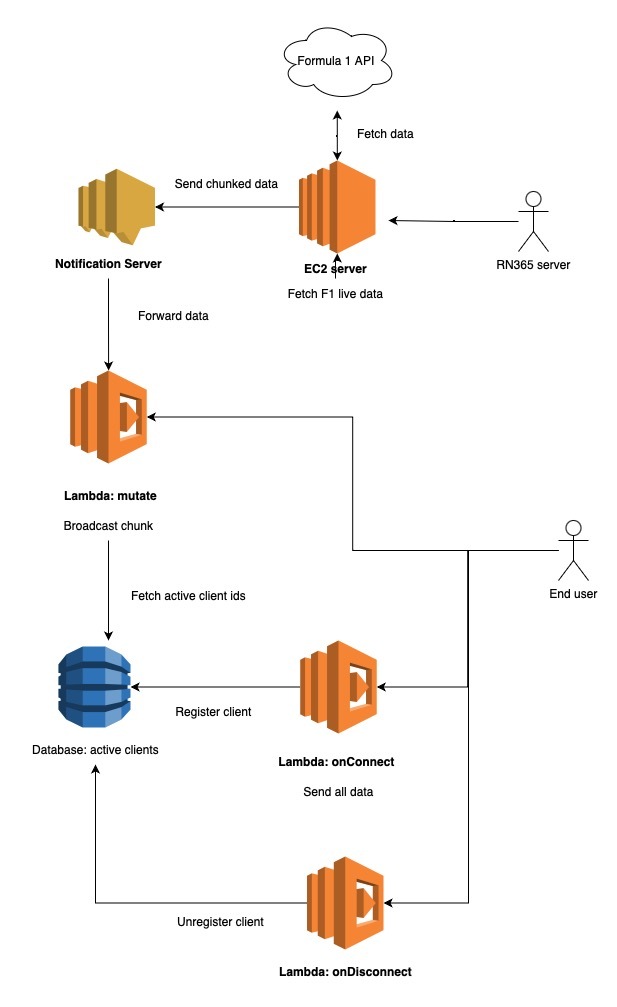 Formula 1 API
Fetch data
Send chunked data
Notification Server
EC2 server
RN365 server
Fetch F1 live data
Forward data
Lambda: mutate
Broadcast chunk
Fetch active client ids
End user
Register client
Database: active clients
Lambda: onConnect
Send all data
Unregister client
Lambda: onDisconnect